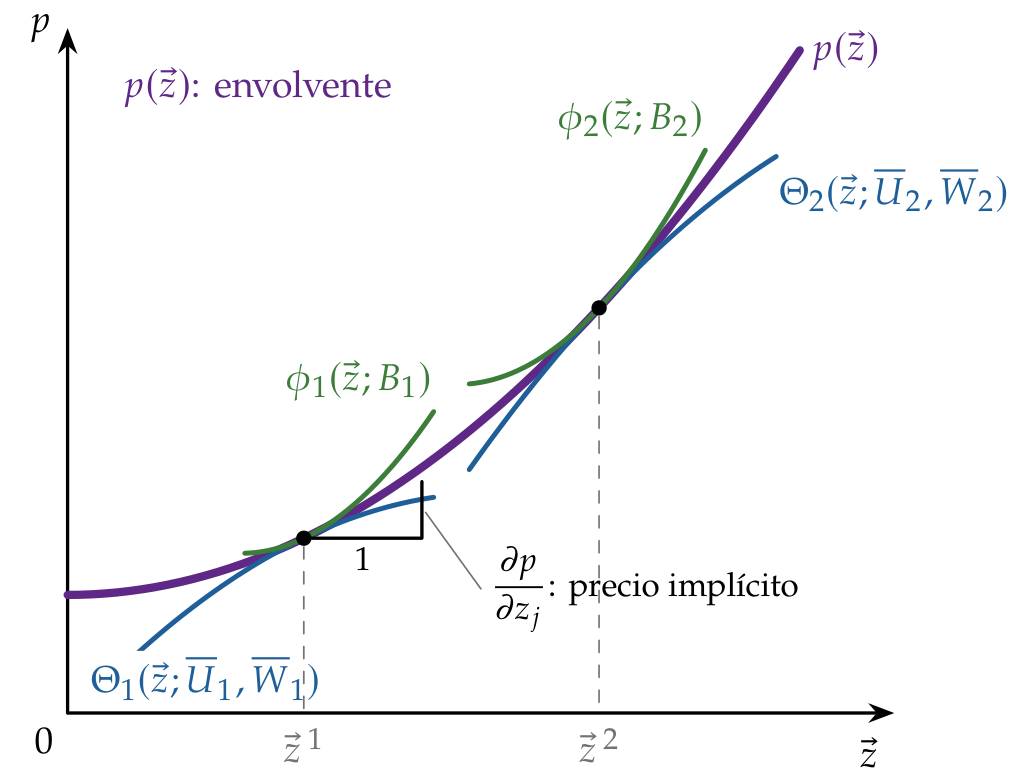 p
p(z⃗): envolvente
p(z⃗)
ϕ₂(z⃗; B₂)
Θ₂(z⃗; U̅₂, W̅₂)
ϕ₁(z⃗; B₁)
1
∂p/∂zⱼ: precio implícito
Θ₁(z⃗; U̅₁, W̅₁)
0
z⃗¹
z⃗²
z⃗